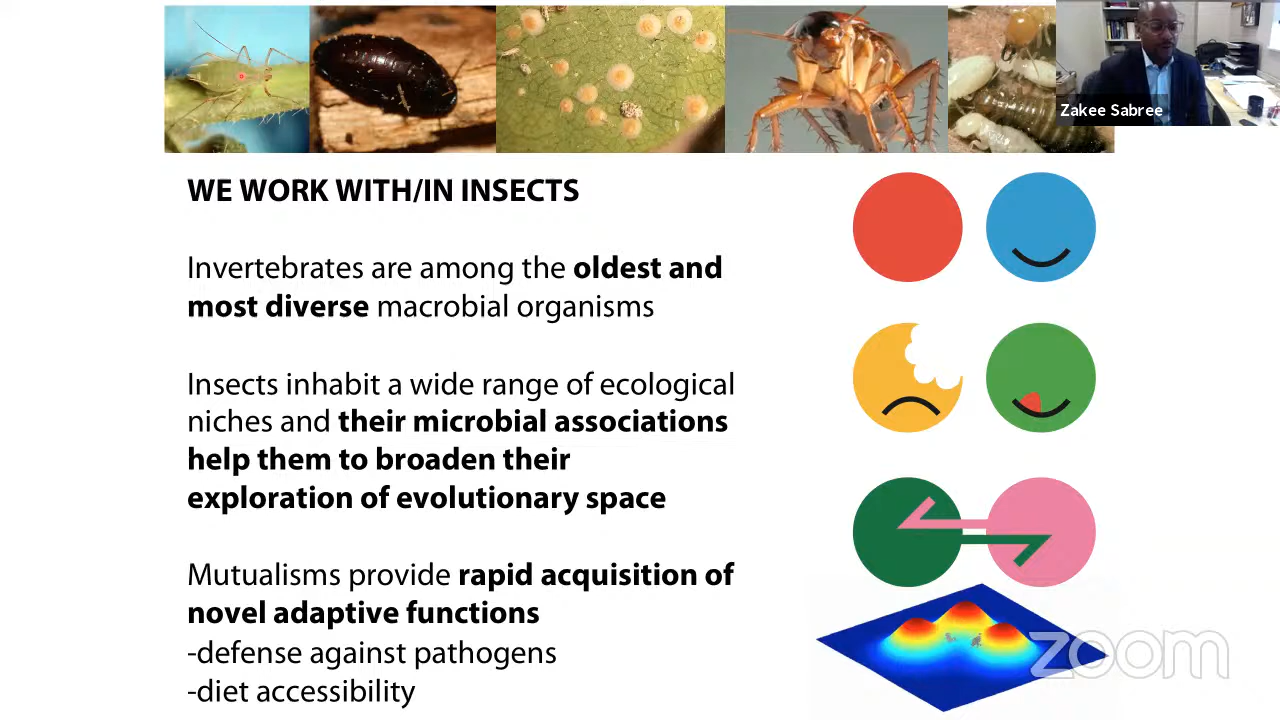 Zakee Sabree
WE WORK WITH/IN INSECTS
Invertebrates are among the oldest and
most diverse macrobial organisms
Insects inhabit a wide range of ecological
niches and their microbial associations
help them to broaden their
exploration of evolutionary space
Mutualisms provide rapid acquisition of
novel adaptive functions
-defense against pathogens
-diet accessibility
zoom